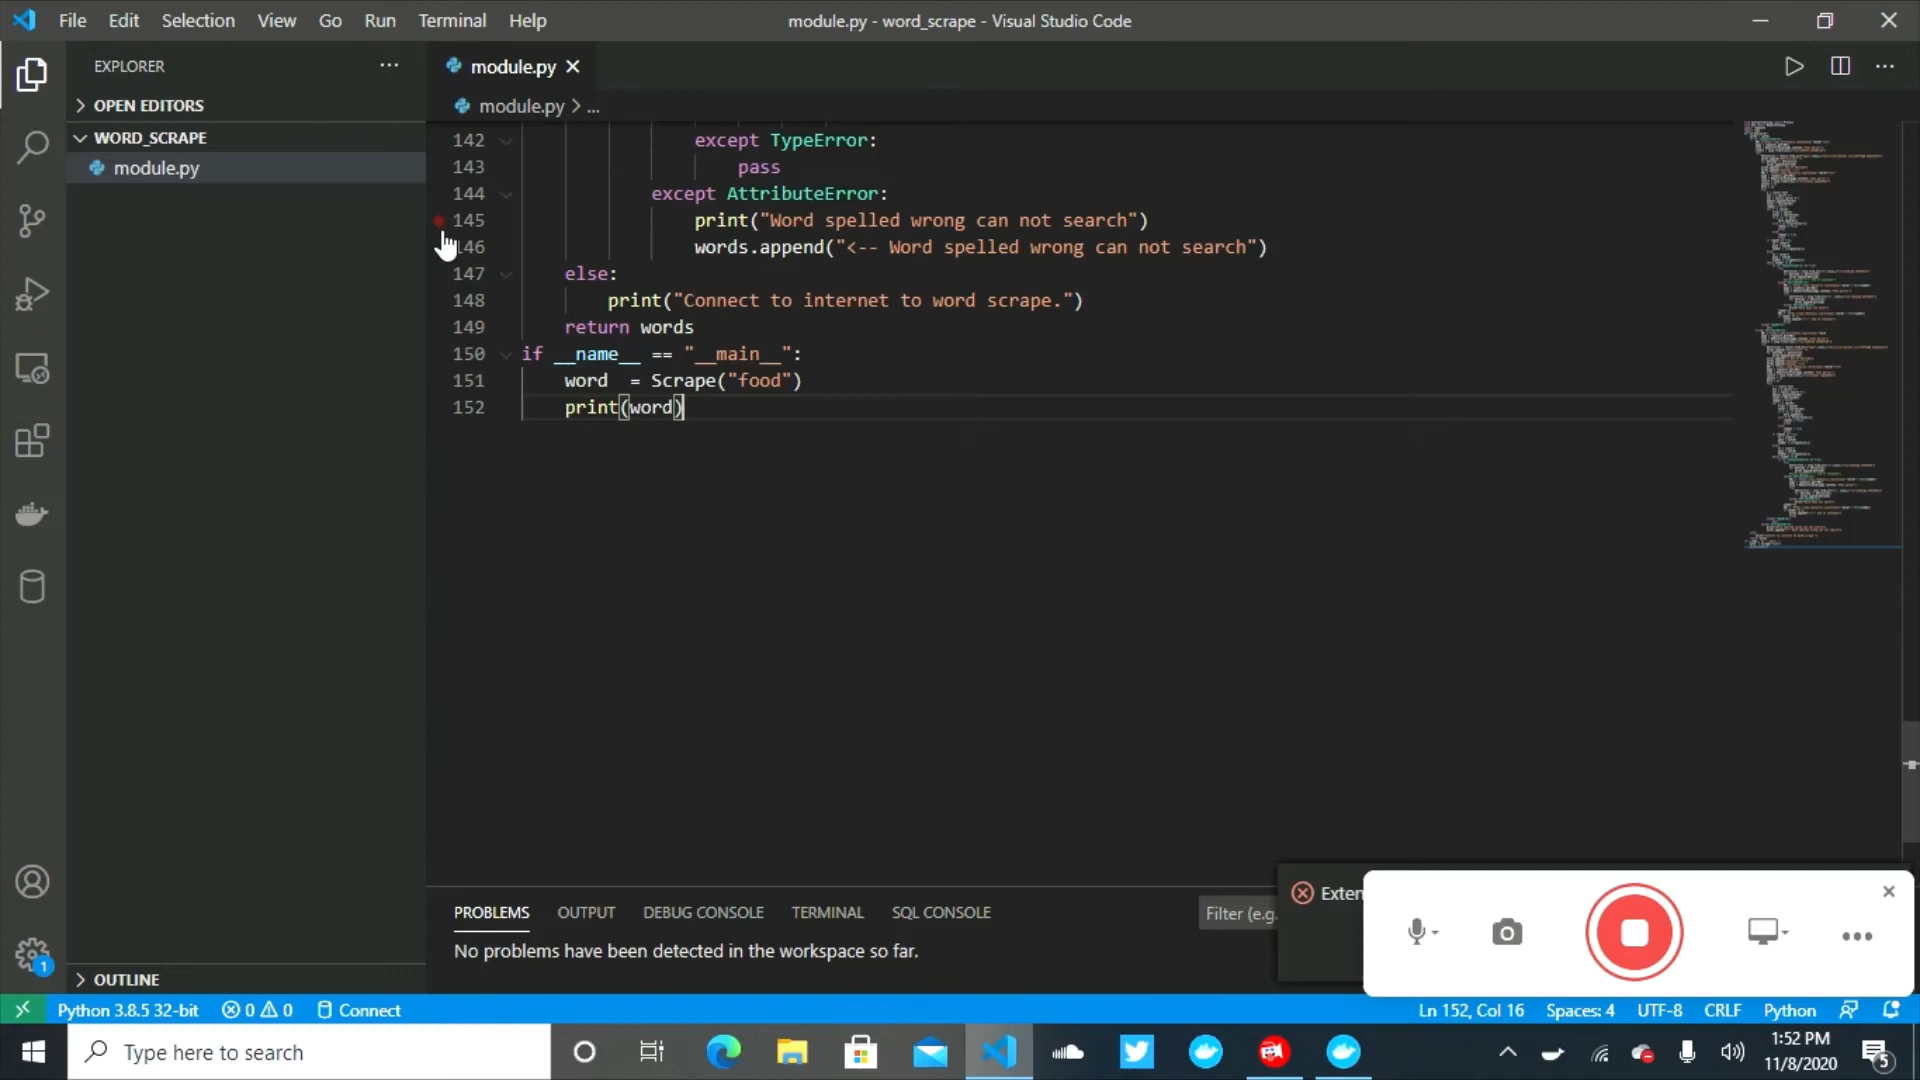 File Edit Selection View Go Run Terminal Help
module.py - word_scrape - Visual Studio Code
EXPLORER
OPEN EDITORS
WORD_SCRAPE
module.py
module.py
module.py > ...
142 except TypeError:
143 pass
144 except AttributeError:
145 print("Word spelled wrong can not search")
146 words.append("<-- Word spelled wrong can not search")
147 else:
148 print("Connect to internet to word scrape.")
149 return words
150 if __name__ == "__main__":
151 word  = Scrape("food")
152 print(word)
PROBLEMS OUTPUT DEBUG CONSOLE TERMINAL SQL CONSOLE
Filter (e.g.
No problems have been detected in the workspace so far.
Exten
1
OUTLINE
Python 3.8.5 32-bit 0 0 Connect
Ln 152, Col 16 Spaces: 4 UTF-8 CRLF Python
Type here to search
1:52 PM
11/8/2020
5